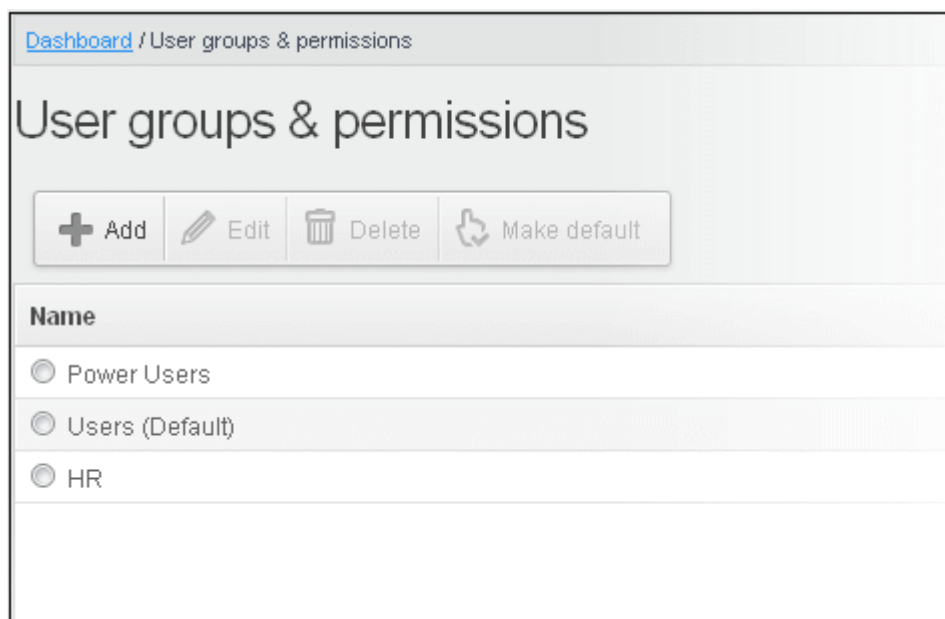 Dashboard / User groups & permissions
User groups & permissions
Add Edit Delete Make default
Name
Power Users
Users (Default)
HR